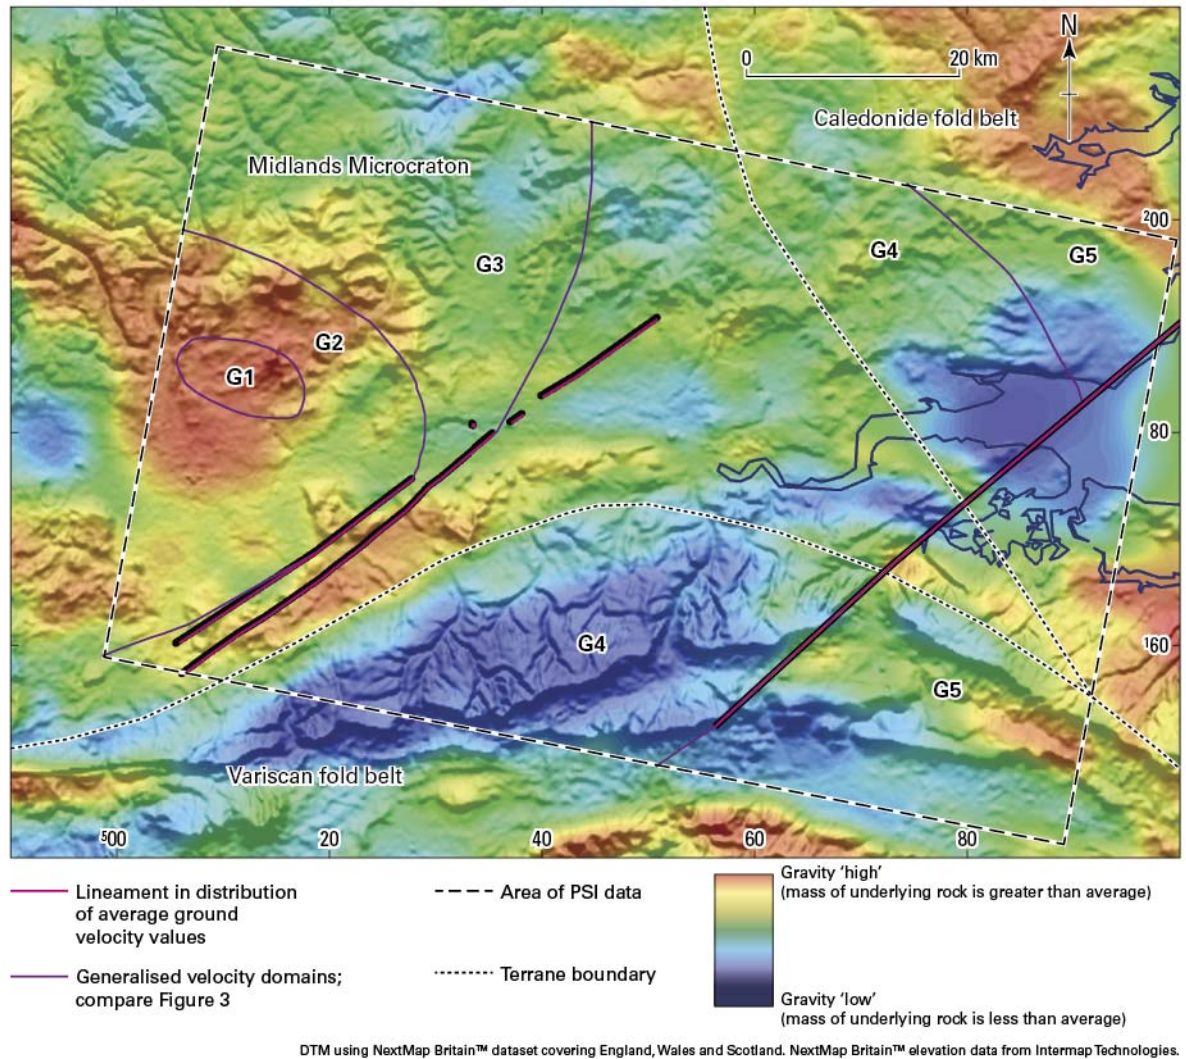 N
0 20 km
Caledonide fold belt
Midlands Microcraton
²00
G3
G4
G5
G2
G1
80
G4
¹60
G5
Variscan fold belt
⁵00 20 40 60 80
Lineament in distribution
of average ground
velocity values
Generalised velocity domains;
compare Figure 3
Area of PSI data
Terrane boundary
Gravity ‘high’
(mass of underlying rock is greater than average)
Gravity ‘low’
(mass of underlying rock is less than average)
DTM using NextMap Britain™ dataset covering England, Wales and Scotland. NextMap Britain™ elevation data from Intermap Technologies.